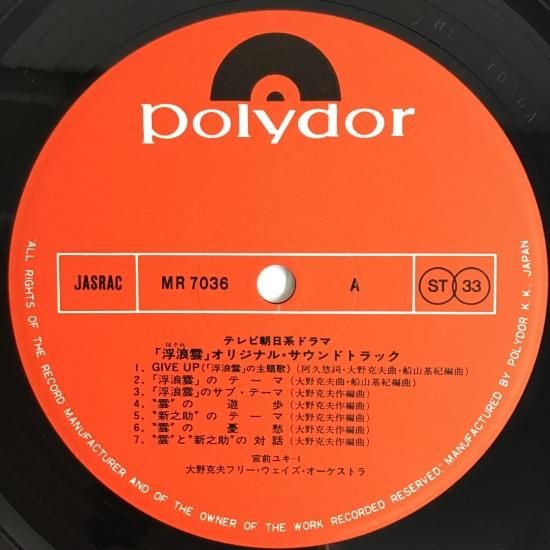 polydor
JASRAC MR 7036 A ST 33
テレビ朝日系ドラマ
はぐれ
「浮浪雲」オリジナル・サウンドトラック
1. GIVE UP(「浮浪雲」の主題歌) (阿久悠詞・大野克夫曲・船山基紀編曲)
2. 「浮浪雲」のテーマ (大野克夫曲・船山基紀編曲)
3. 「浮浪雲」のサブ・テーマ (大野克夫作編曲)
4. “雲”の遊歩 (大野克夫作編曲)
5. “新之助”のテーマ (大野克夫作編曲)
6. “雲”の憂愁 (大野克夫作編曲)
7. “雲”と“新之助”の対話 (大野克夫作編曲)
宮前ユキ-1
大野克夫フリー・ウェイズ・オーケストラ
"ALL RIGHTS OF THE RECORD MANUFACTURER AND OF THE OWNER OF THE WORK RECORDED RESERVED." MANUFACTURED BY POLYDOR K.K., JAPAN
MR 7036A